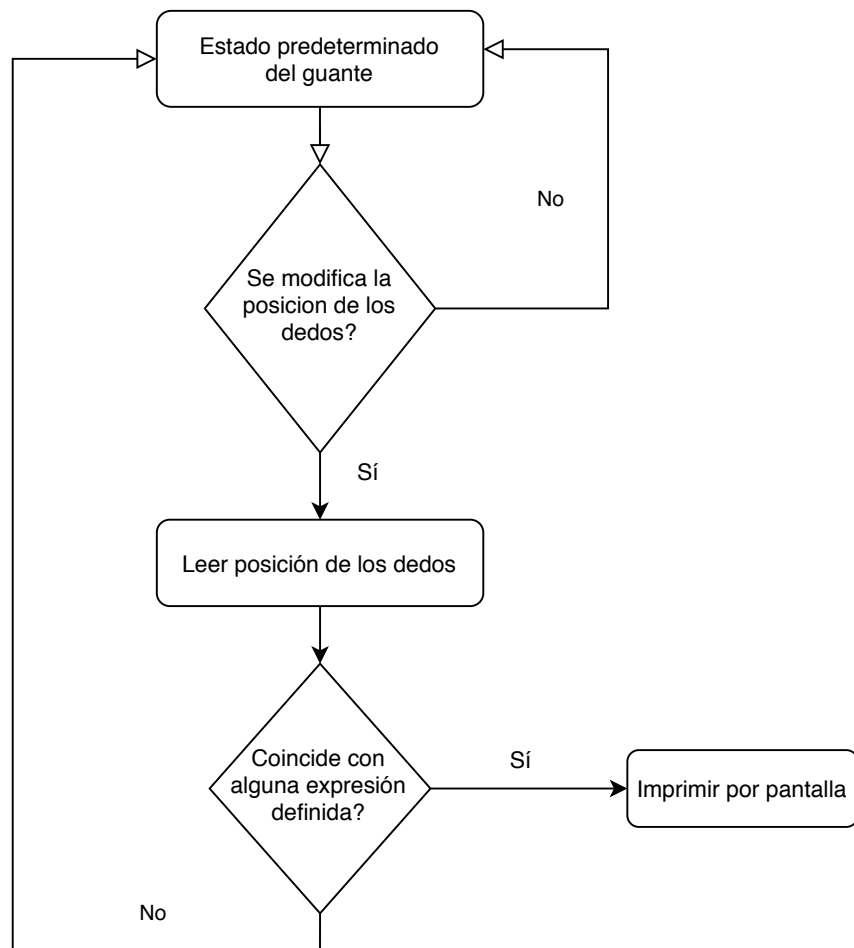 Estado predeterminado
del guante
No
Se modifica la
posicion de los
dedos?
Sí
Leer posición de los dedos
Coincide con
alguna expresión
definida?
Sí
Imprimir por pantalla
No